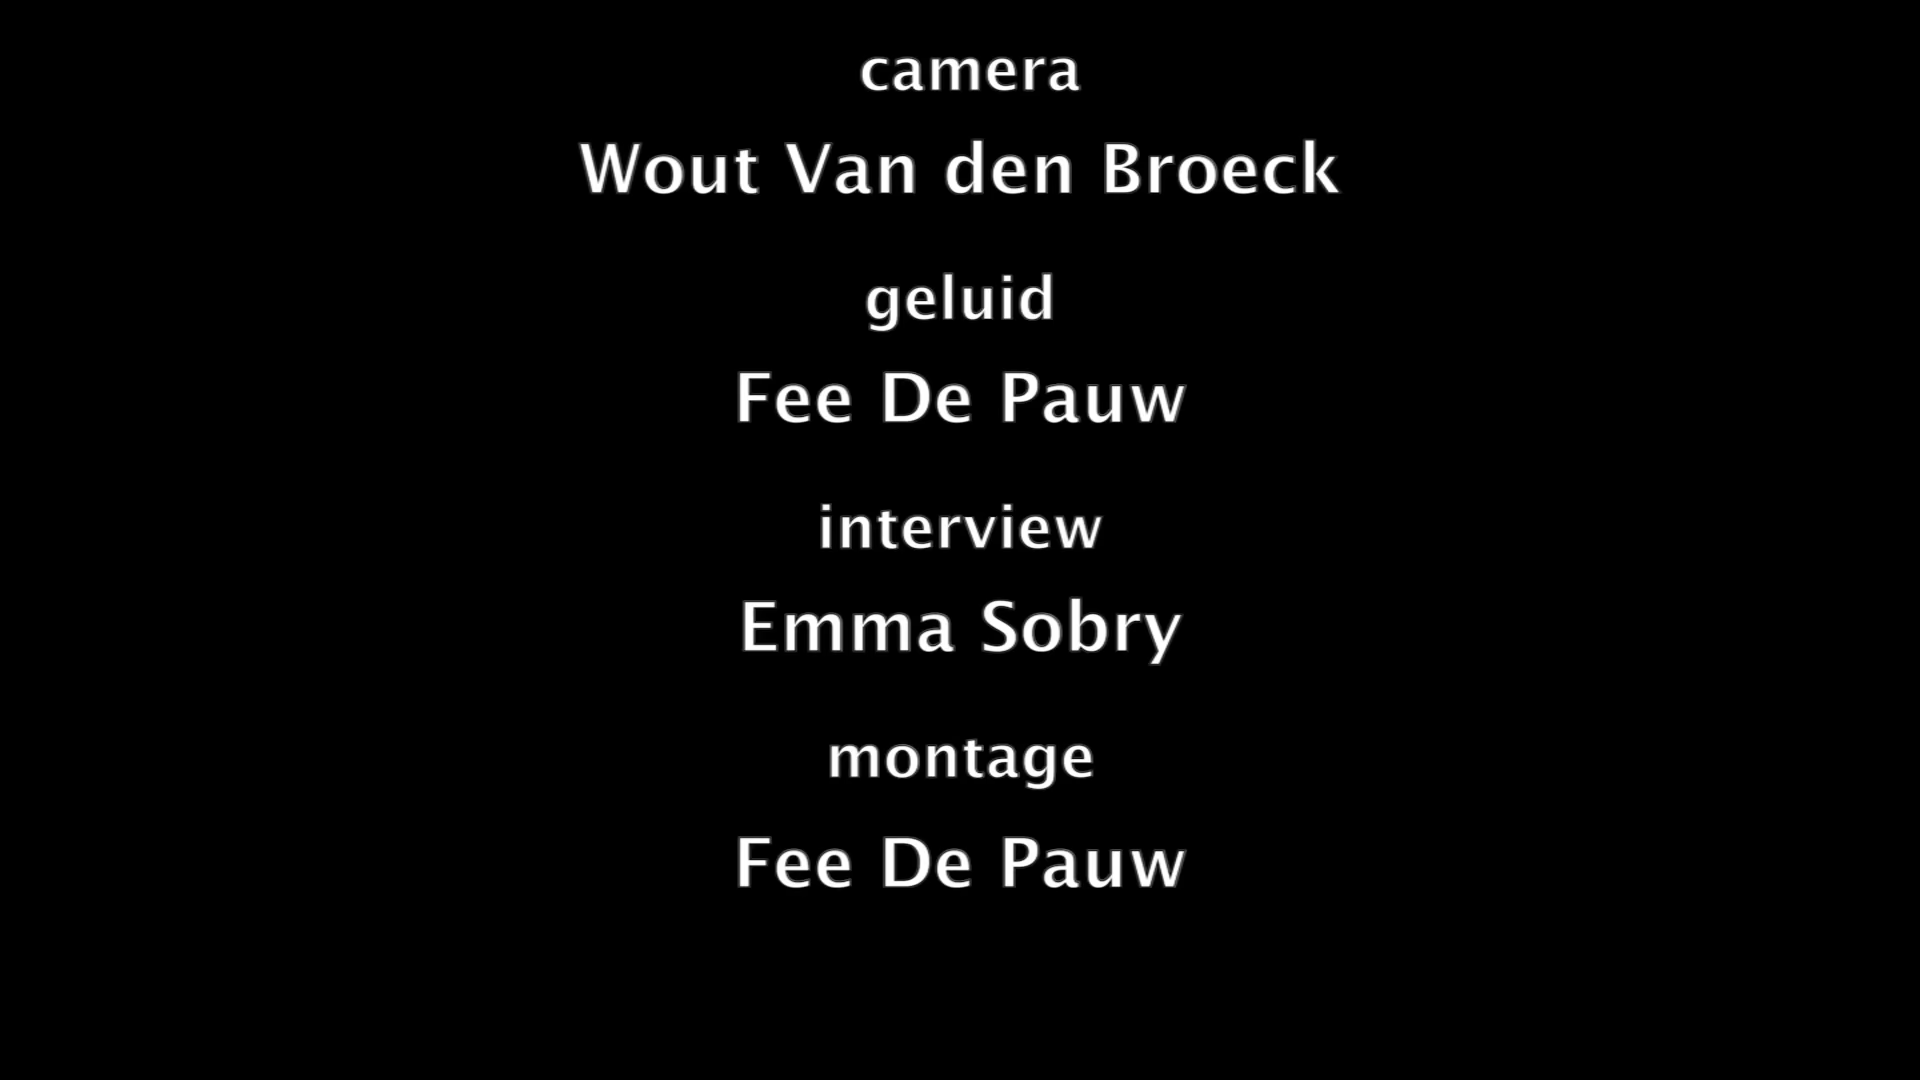 camera
Wout Van den Broeck
geluid
Fee De Pauw
interview
Emma Sobry
montage
Fee De Pauw